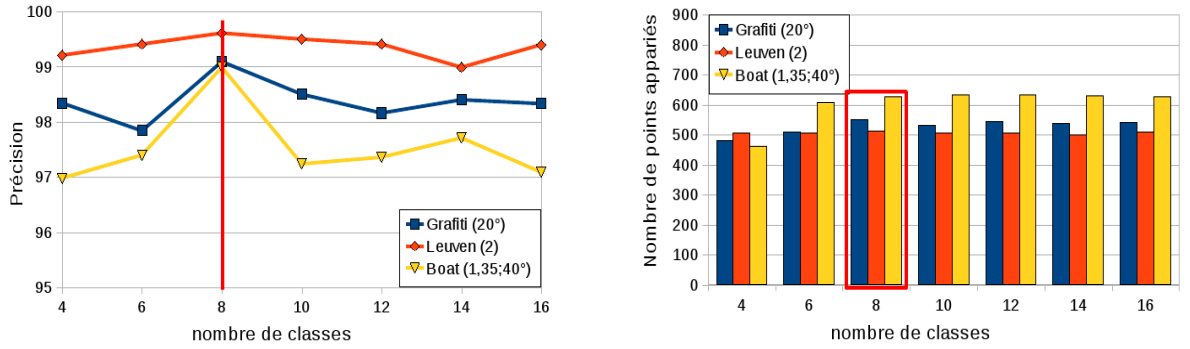 100
99
98
97
96
95
Précision
4 6 8 10 12 14 16
nombre de classes
Grafiti (20°)
Leuven (2)
Boat (1,35;40°)
900
800
700
600
500
400
300
200
100
0
Nombre de points appariés
4 6 8 10 12 14 16
nombre de classes
Grafiti (20°)
Leuven (2)
Boat (1,35;40°)